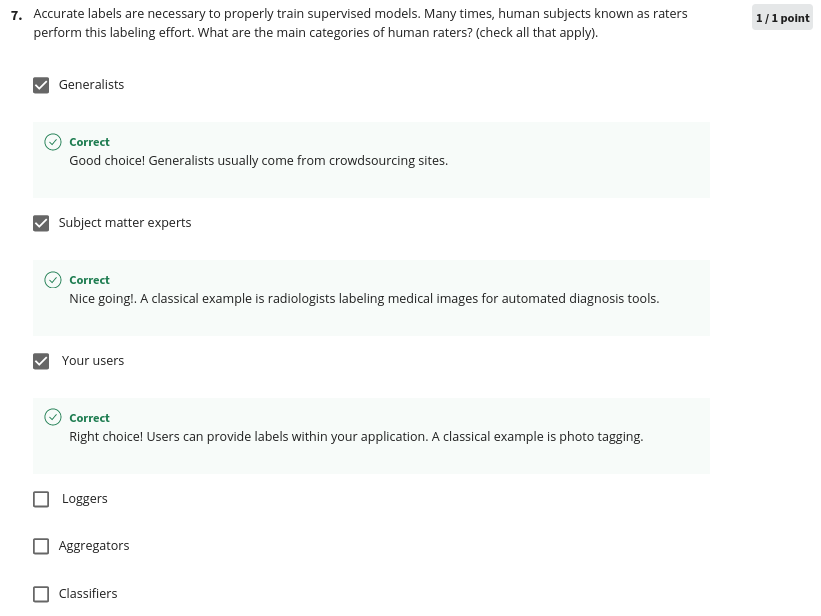 7. Accurate labels are necessary to properly train supervised models. Many times, human subjects known as raters
perform this labeling effort. What are the main categories of human raters? (check all that apply).
1 / 1 point
Generalists
Correct
Good choice! Generalists usually come from crowdsourcing sites.
Subject matter experts
Correct
Nice going!. A classical example is radiologists labeling medical images for automated diagnosis tools.
Your users
Correct
Right choice! Users can provide labels within your application. A classical example is photo tagging.
Loggers
Aggregators
Classifiers